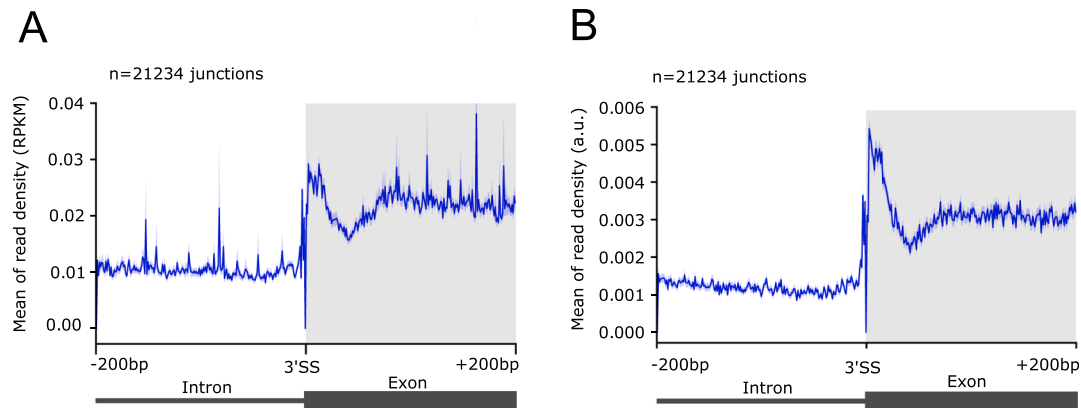 A
n=21234 junctions
Mean of read density (RPKM)
0.04
0.03
0.02
0.01
0.00
-200bp
3'SS
+200bp
Intron
Exon
B
n=21234 junctions
Mean of read density (a.u.)
0.006
0.005
0.004
0.003
0.002
0.001
0.000
-200bp
3'SS
+200bp
Intron
Exon